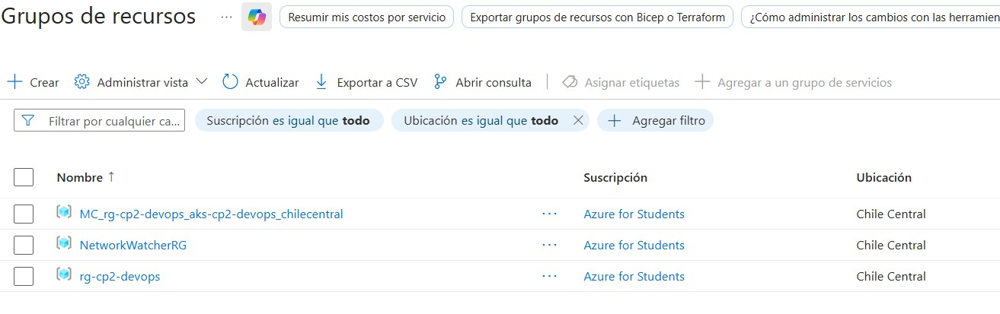 Grupos de recursos ··· Resumir mis costos por servicio Exportar grupos de recursos con Bicep o Terraform ¿Cómo administrar los cambios con las
Crear Administrar vista Actualizar Exportar a CSV Abrir consulta Asignar etiquetas Agregar a un grupo de servicios
Filtrar por cualquier ca... Suscripción es igual que todo Ubicación es igual que todo Agregar filtro
Nombre ↑ Suscripción Ubicación
MC_rg-cp2-devops_aks-cp2-devops_chilecentral ··· Azure for Students Chile Central
NetworkWatcherRG ··· Azure for Students Chile Central
rg-cp2-devops ··· Azure for Students Chile Central